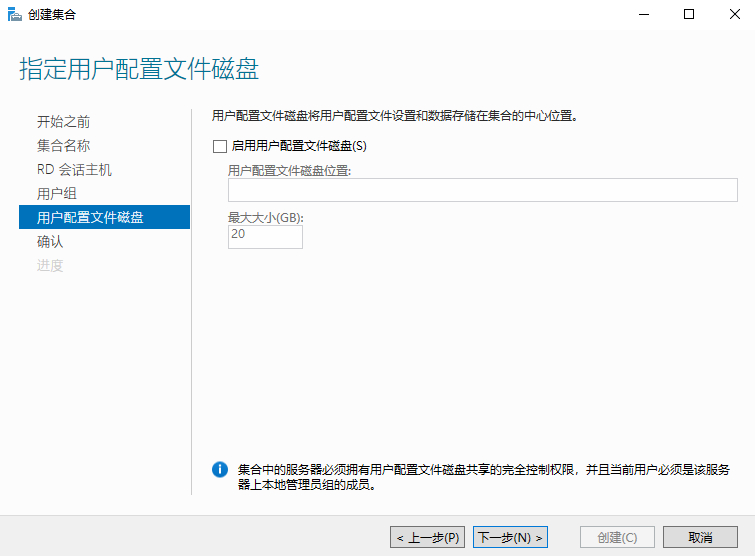 创建集合
指定用户配置文件磁盘
开始之前
集合名称
RD 会话主机
用户组
用户配置文件磁盘
确认
进度
用户配置文件磁盘将用户配置文件设置和数据存储在集合的中心位置。
启用用户配置文件磁盘(S)
用户配置文件磁盘位置:
最大大小(GB):
20
集合中的服务器必须拥有用户配置文件磁盘共享的完全控制权限，并且当前用户必须是该服务
器上本地管理员组的成员。
< 上一步(P)
下一步(N) >
创建(C)
取消